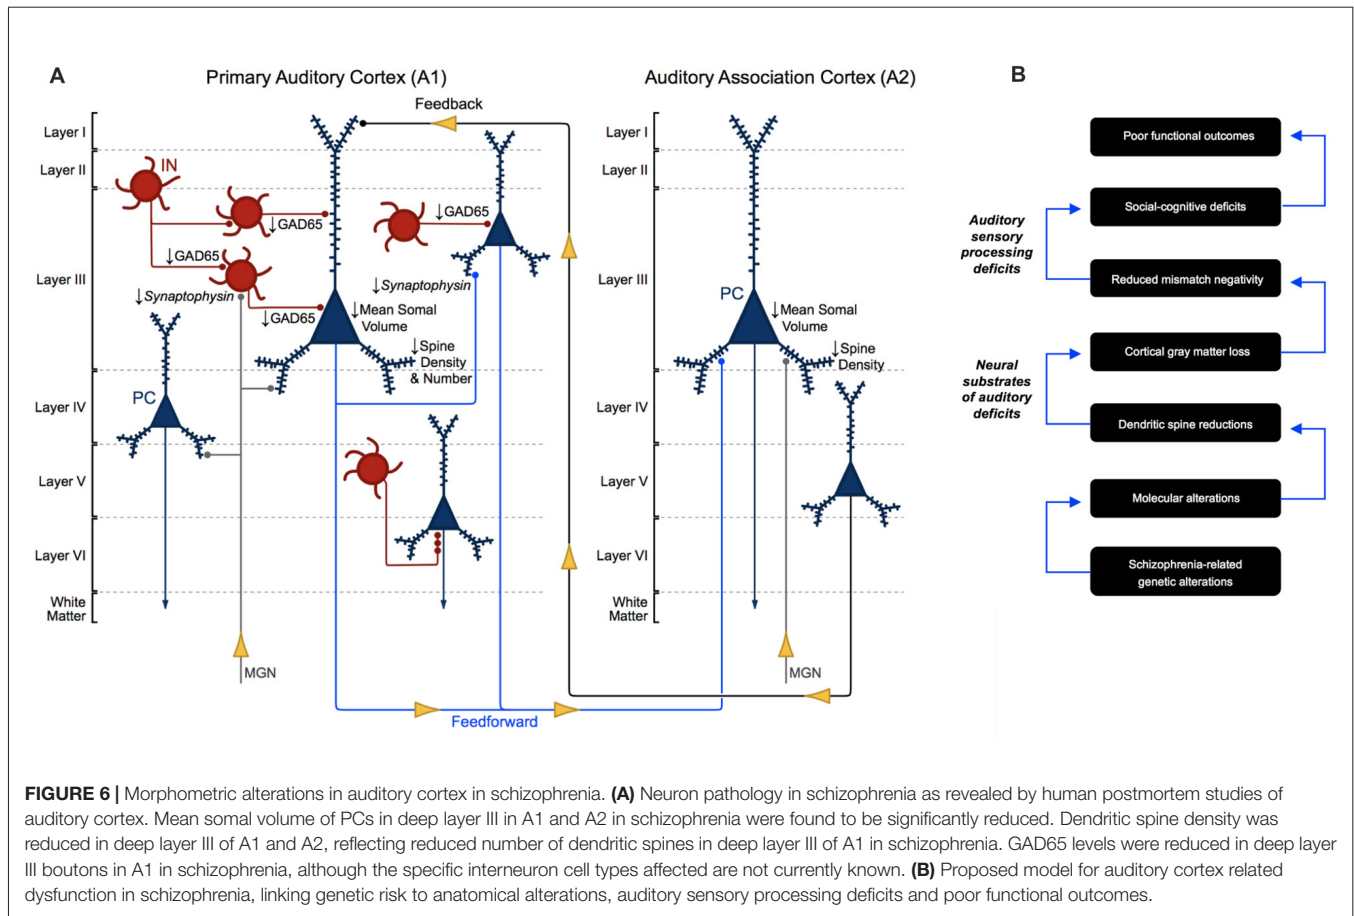 A
Primary Auditory Cortex (A1)
Auditory Association Cortex (A2)
Feedback
Layer I
Layer II
Layer III
Layer IV
Layer V
Layer VI
White
Matter
IN
↓GAD65
↓GAD65
↓GAD65
↓GAD65
↓Synaptophysin
↓Synaptophysin
↓Mean Somal
Volume
↓Spine
Density
& Number
PC
MGN
Feedforward
Layer I
Layer II
Layer III
Layer IV
Layer V
Layer VI
White
Matter
PC
↓Mean Somal
Volume
↓Spine
Density
MGN
B
Poor functional outcomes
Social-cognitive deficits
Auditory
sensory
processing
deficits
Reduced mismatch negativity
Cortical gray matter loss
Neural
substrates
of auditory
deficits
Dendritic spine reductions
Molecular alterations
Schizophrenia-related
genetic alterations
FIGURE 6 | Morphometric alterations in auditory cortex in schizophrenia. (A) Neuron pathology in schizophrenia as revealed by human postmortem studies of
auditory cortex. Mean somal volume of PCs in deep layer III in A1 and A2 in schizophrenia were found to be significantly reduced. Dendritic spine density was
reduced in deep layer III of A1 and A2, reflecting reduced number of dendritic spines in deep layer III of A1 in schizophrenia. GAD65 levels were reduced in deep layer
III boutons in A1 in schizophrenia, although the specific interneuron cell types affected are not currently known. (B) Proposed model for auditory cortex related
dysfunction in schizophrenia, linking genetic risk to anatomical alterations, auditory sensory processing deficits and poor functional outcomes.